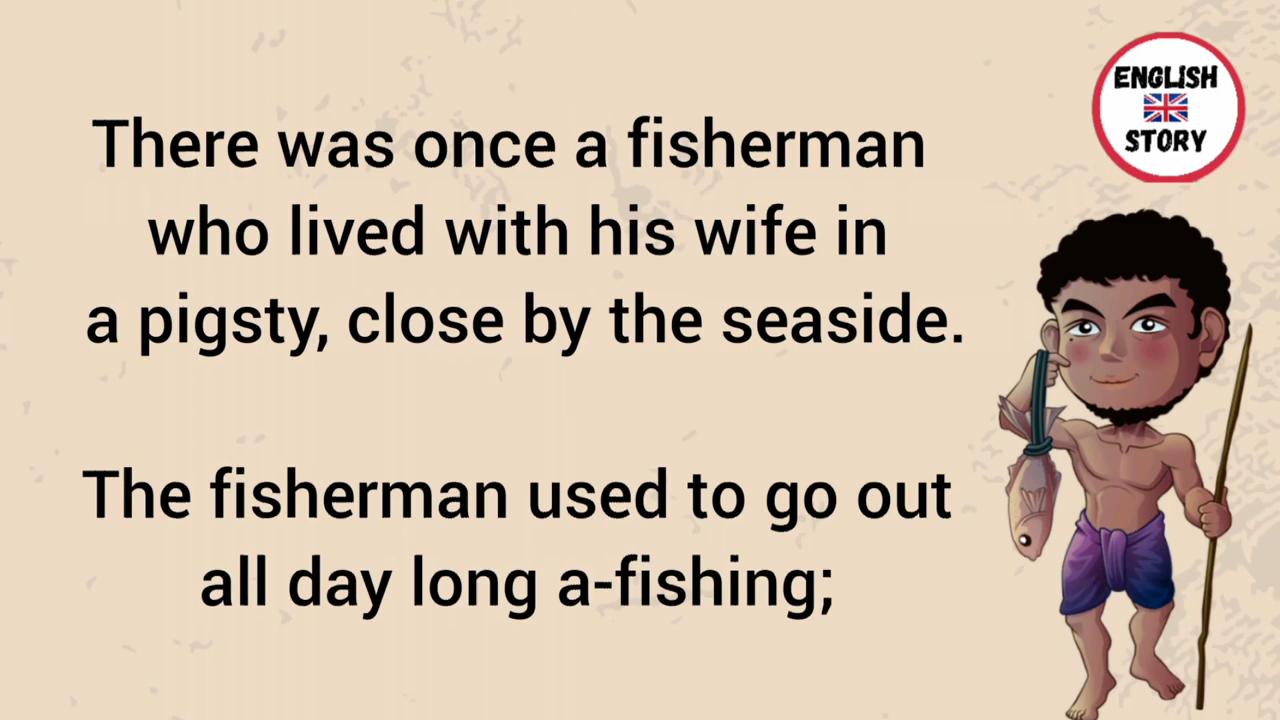 There was once a fisherman
who lived with his wife in
a pigsty, close by the seaside.
The fisherman used to go out
all day long a-fishing;
ENGLISH
STORY